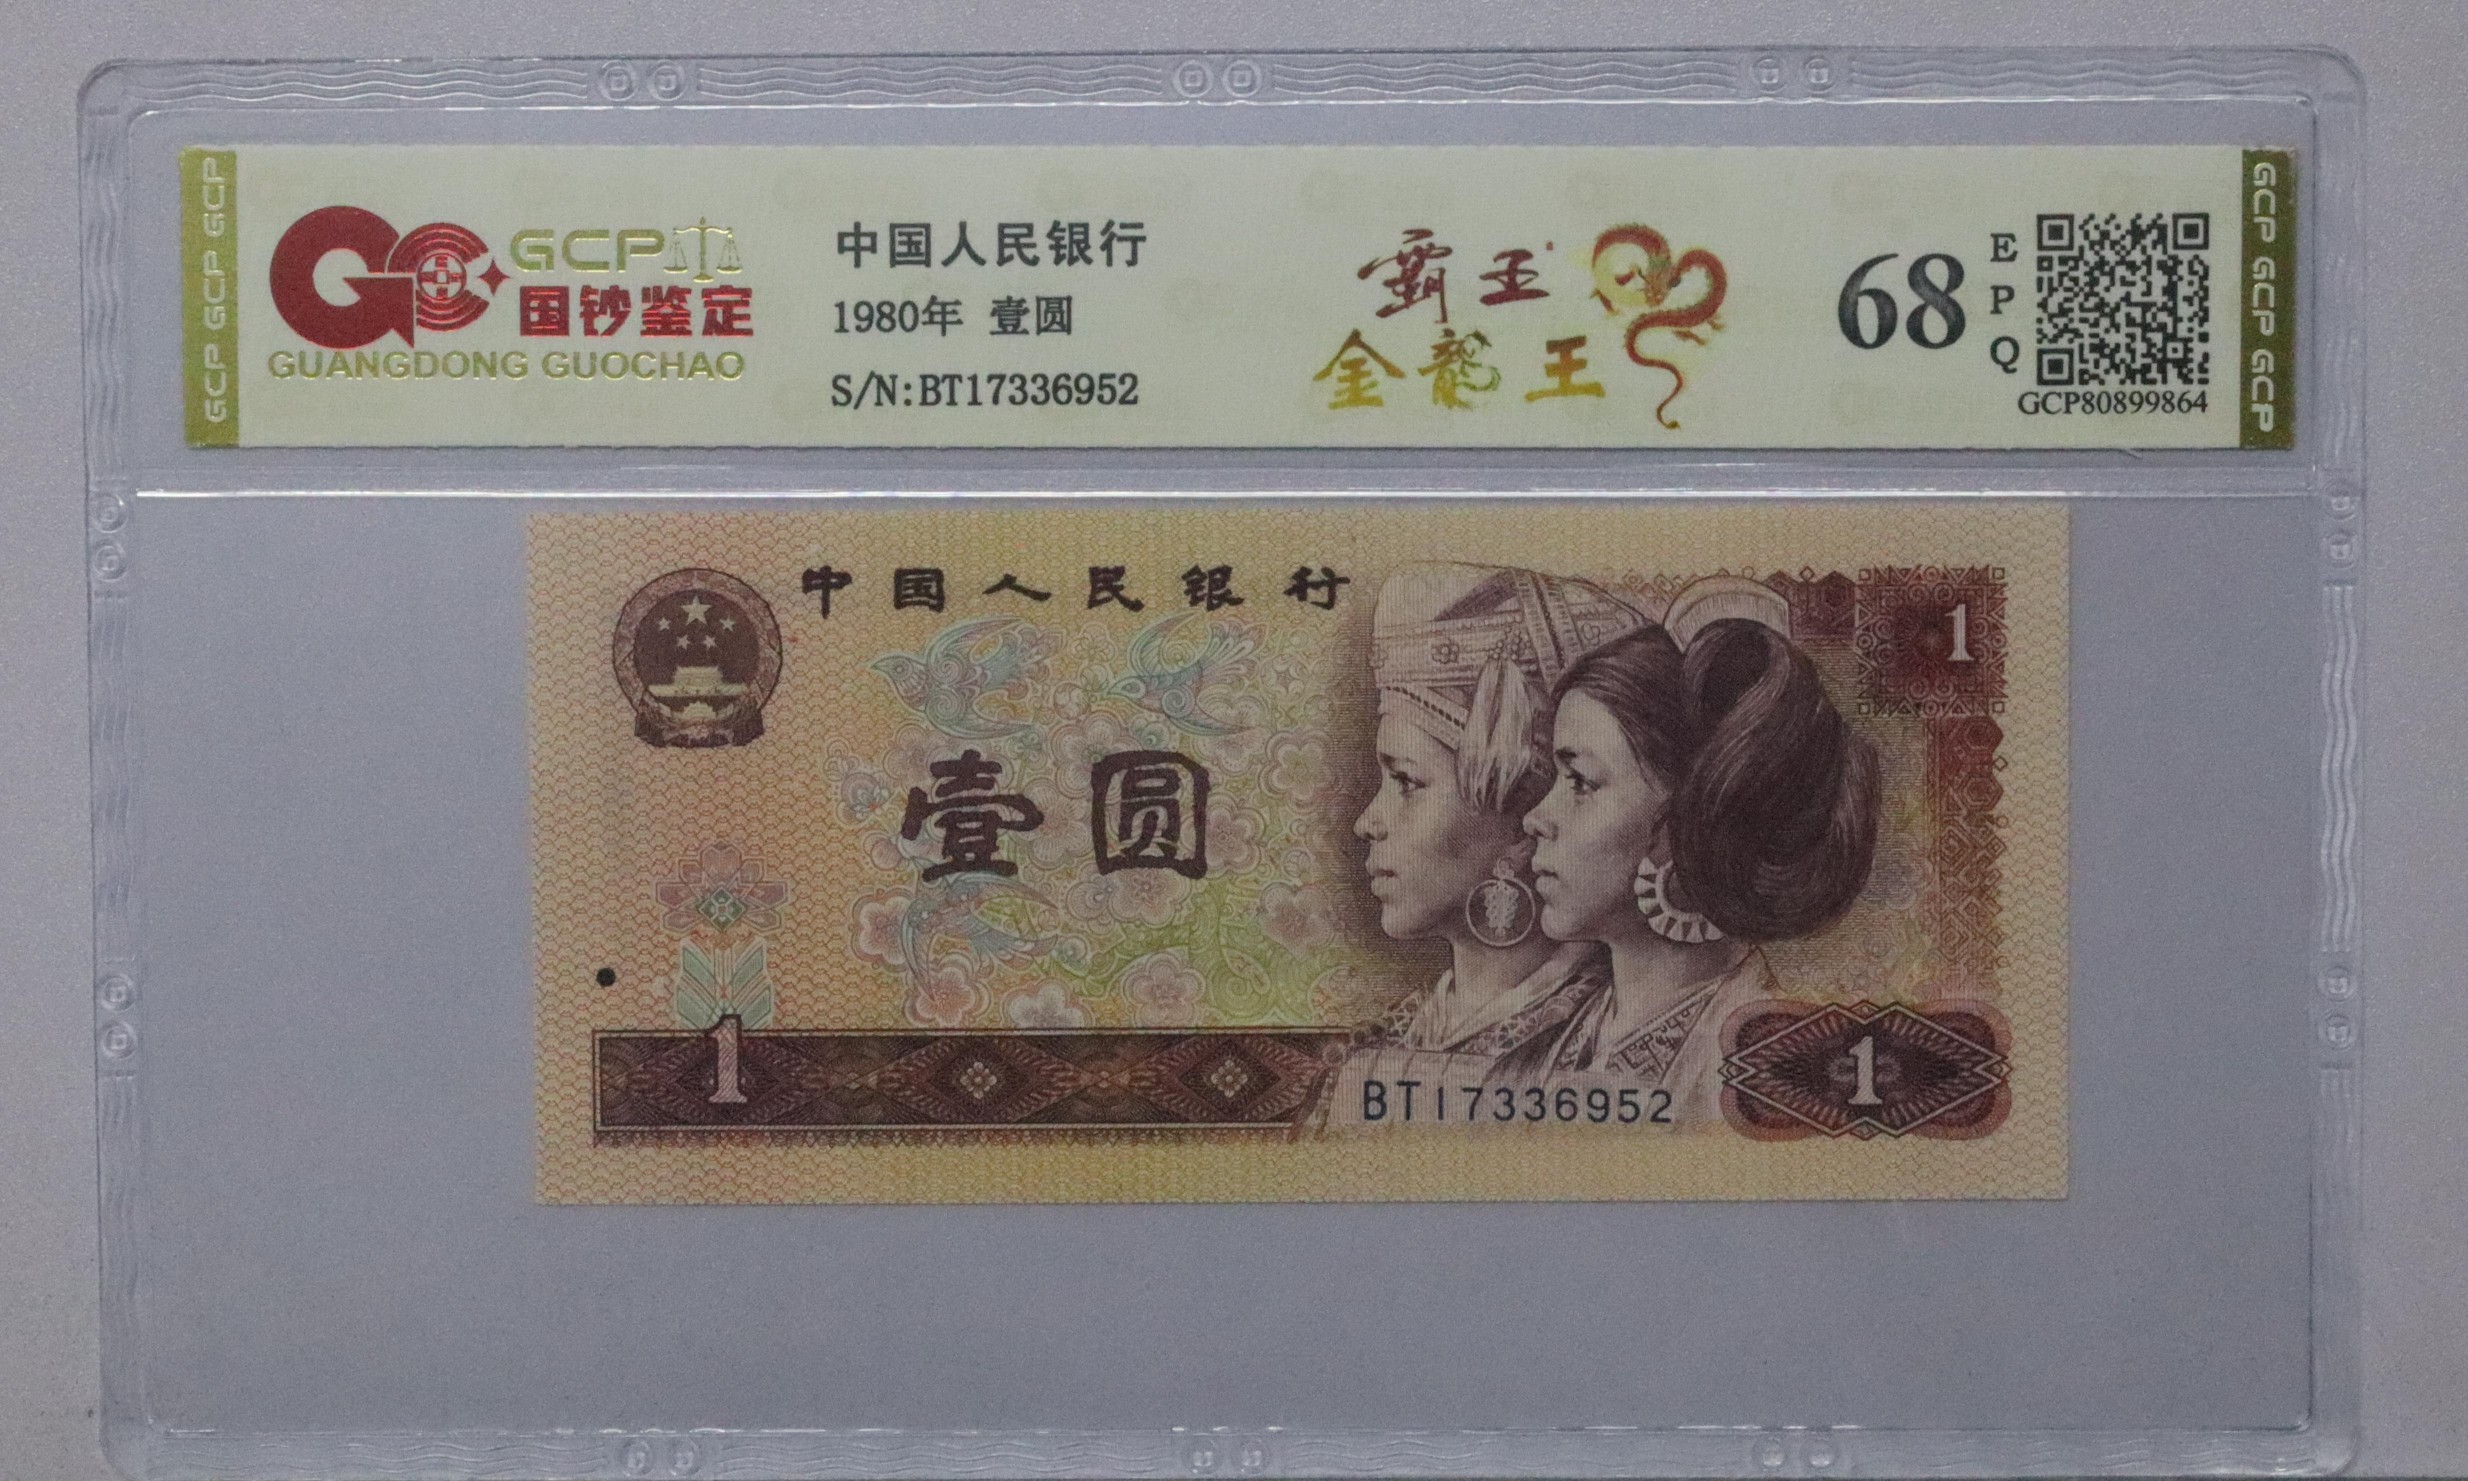 GCP
国钞鉴定
GUANGDONG GUOCHAO
中国人民银行
1980年 壹圆
S/N:BT17336952
霸王
金龍王
68
EPQ
GCP80899864
GCP GCP GCP
GCP GCP GCP
中国人民银行
1
壹圆
1
BT17336952
1